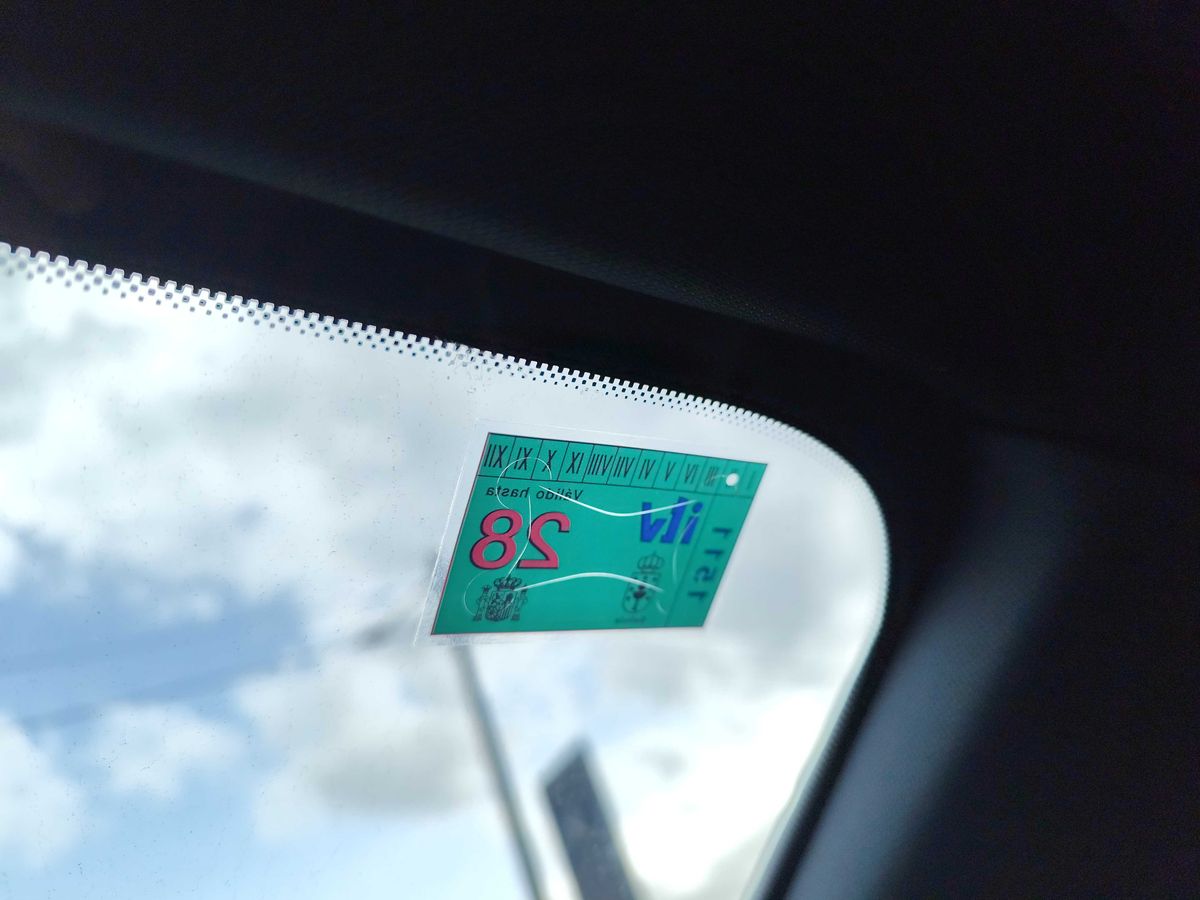 III IV V VI VII VIII IX X XI XII
Válido hasta
itv 28